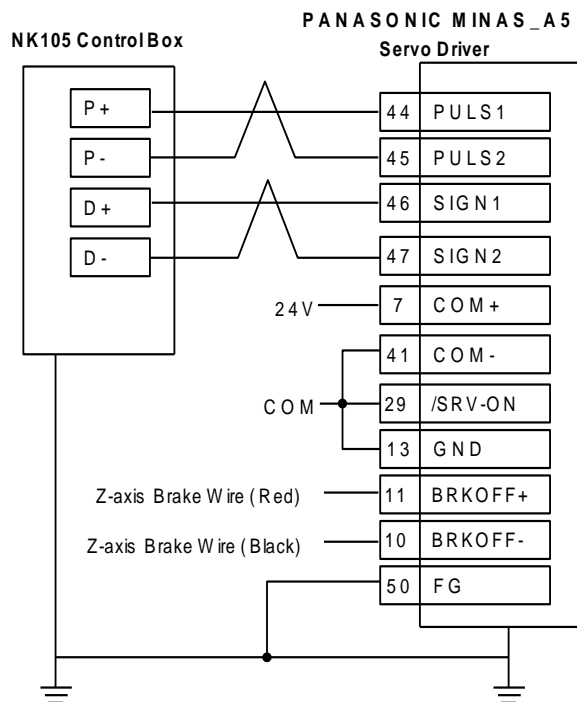 PANASONIC MINAS_A5
NK105 Control Box
Servo Driver
P+
44 PULS1
P-
45 PULS2
D+
46 SIGN1
D-
47 SIGN2
24V
7 COM+
41 COM-
COM
29 /SRV-ON
13 GND
Z-axis Brake Wire (Red)
11 BRKOFF+
Z-axis Brake Wire (Black)
10 BRKOFF-
50 FG